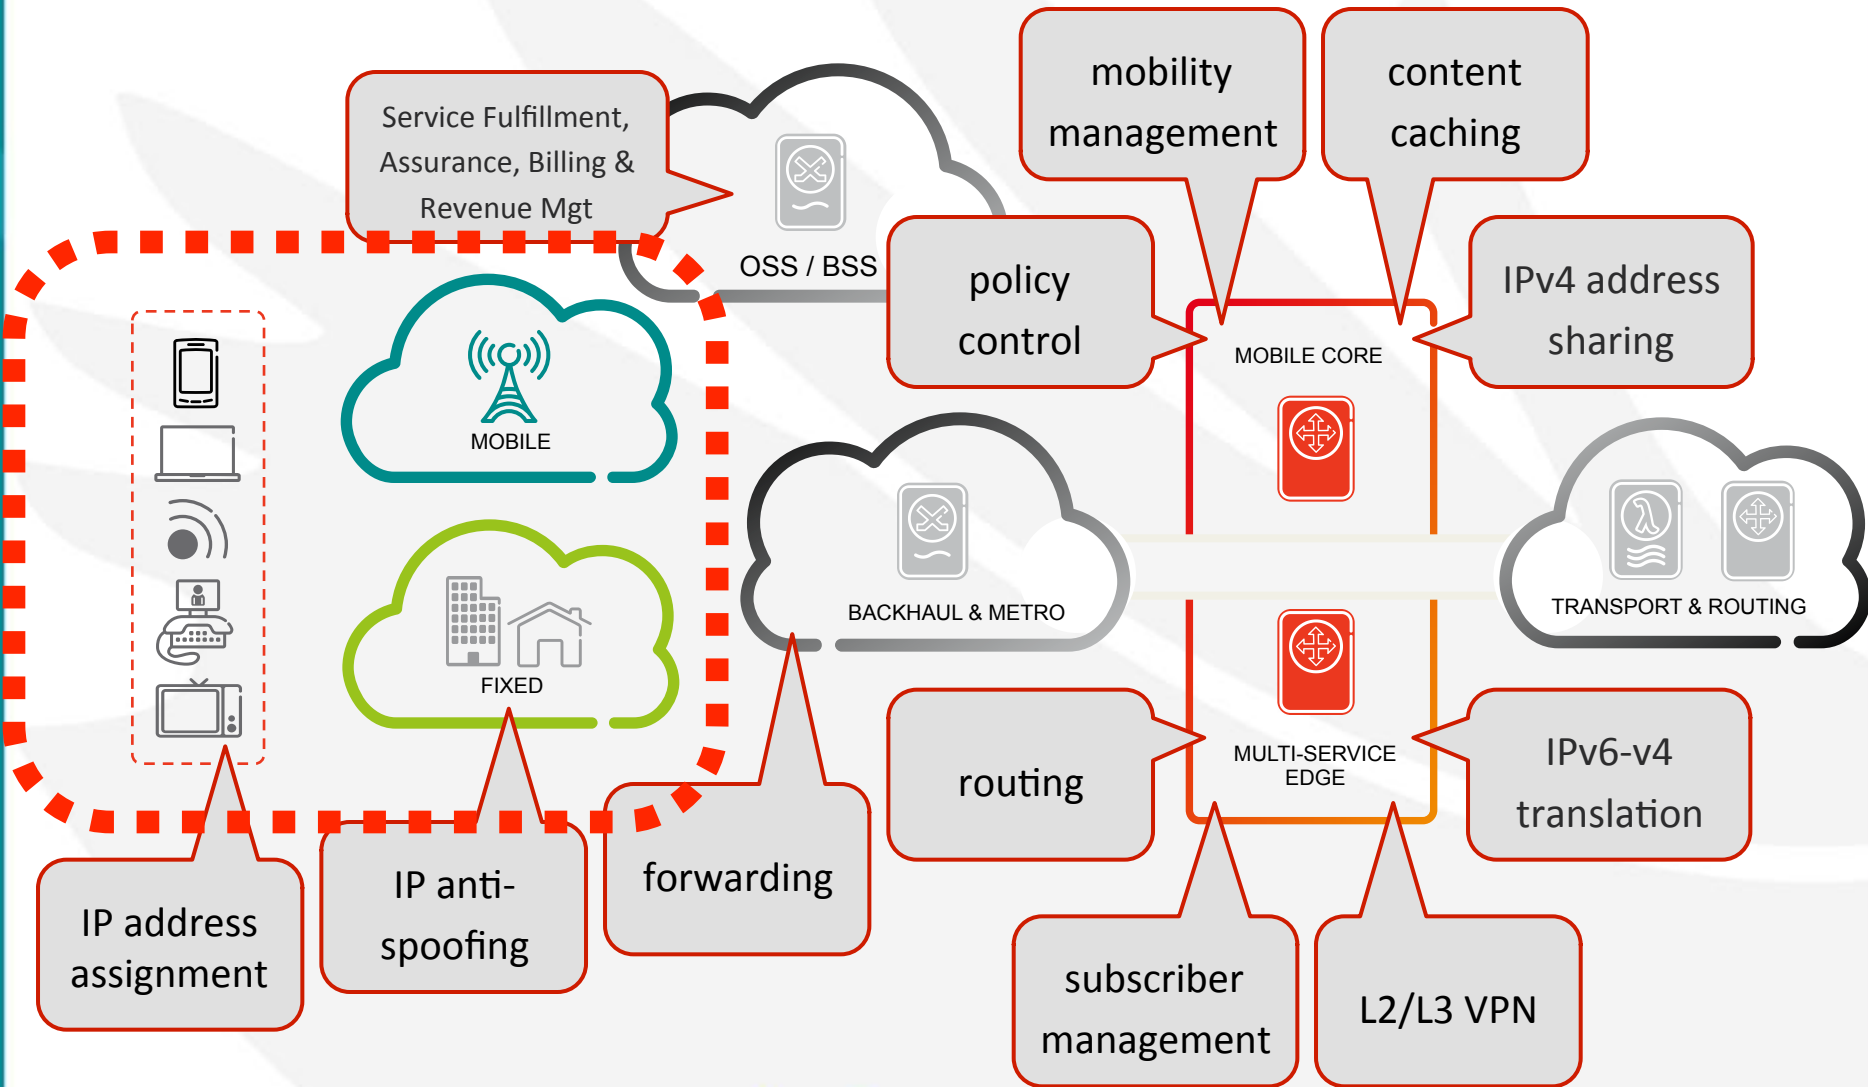 mobility
management
content
caching
Service Fulfillment,
Assurance, Billing &
Revenue Mgt
OSS / BSS
policy
control
IPv4 address
sharing
MOBILE CORE
MOBILE
BACKHAUL & METRO
TRANSPORT & ROUTING
FIXED
routing
MULTI-SERVICE
EDGE
IPv6-v4
translation
IP address
assignment
IP anti-
spoofing
forwarding
subscriber
management
L2/L3 VPN